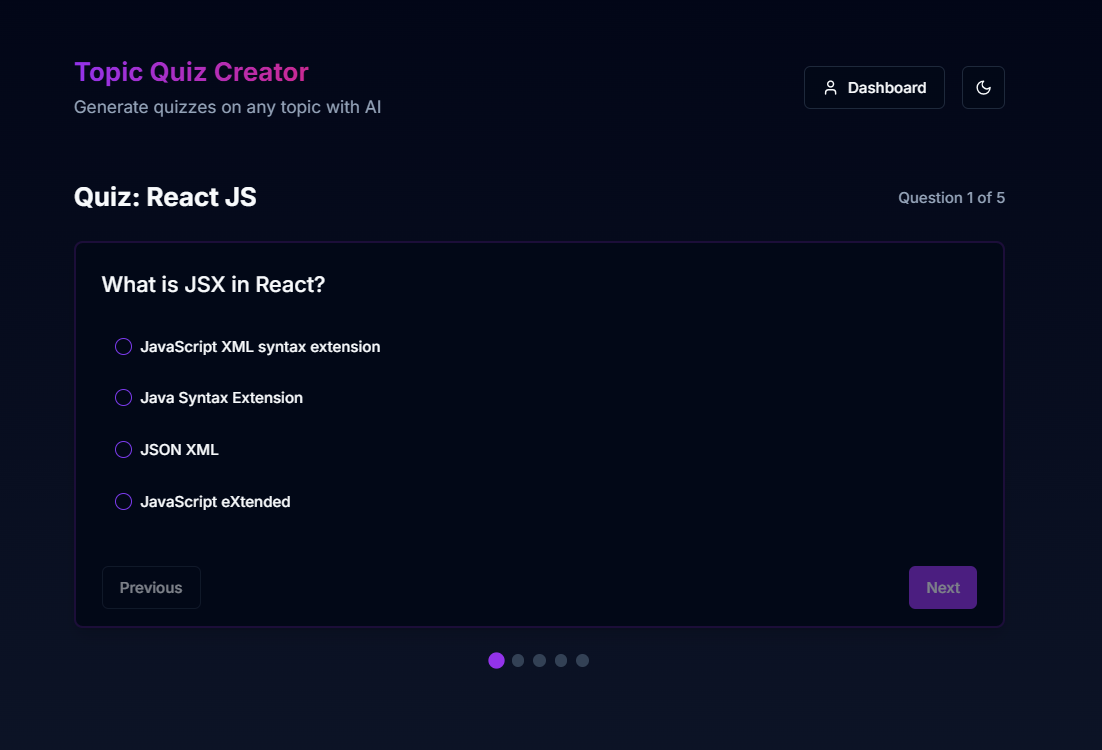 Topic Quiz Creator
Generate quizzes on any topic with AI
Dashboard
Quiz: React JS
Question 1 of 5
What is JSX in React?
JavaScript XML syntax extension
Java Syntax Extension
JSON XML
JavaScript eXtended
Previous
Next